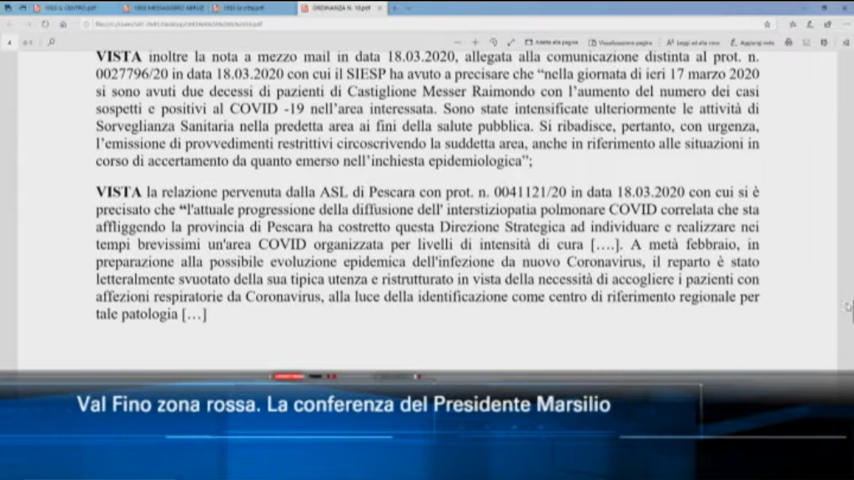 ORDINANZA N. 10.pdf
4
VISTA inoltre la nota a mezzo mail in data 18.03.2020, allegata alla comunicazione distinta al prot. n.
0027796/20 in data 18.03.2020 con cui il SIESP ha avuto a precisare che “nella giornata di ieri 17 marzo 2020
si sono avuti due decessi di pazienti di Castiglione Messer Raimondo con l’aumento del numero dei casi
sospetti e positivi al COVID -19 nell’area interessata. Sono state intensificate ulteriormente le attività di
Sorveglianza Sanitaria nella predetta area ai fini della salute pubblica. Si ribadisce, pertanto, con urgenza,
l’emissione di provvedimenti restrittivi circoscrivendo la suddetta area, anche in riferimento alle situazioni in
corso di accertamento da quanto emerso nell’inchiesta epidemiologica”;
VISTA la relazione pervenuta dalla ASL di Pescara con prot. n. 0041121/20 in data 18.03.2020 con cui si è
precisato che “l'attuale progressione della diffusione dell' interstiziopatia polmonare COVID correlata che sta
affliggendo la provincia di Pescara ha costretto questa Direzione Strategica ad individuare e realizzare nei
tempi brevissimi un'area COVID organizzata per livelli di intensità di cura [….]. A metà febbraio, in
preparazione alla possibile evoluzione epidemica dell'infezione da nuovo Coronavirus, il reparto è stato
letteralmente svuotato della sua tipica utenza e ristrutturato in vista della necessità di accogliere i pazienti con
affezioni respiratorie da Coronavirus, alla luce della identificazione come centro di riferimento regionale per
tale patologia […]
Val Fino zona rossa. La conferenza del Presidente Marsilio